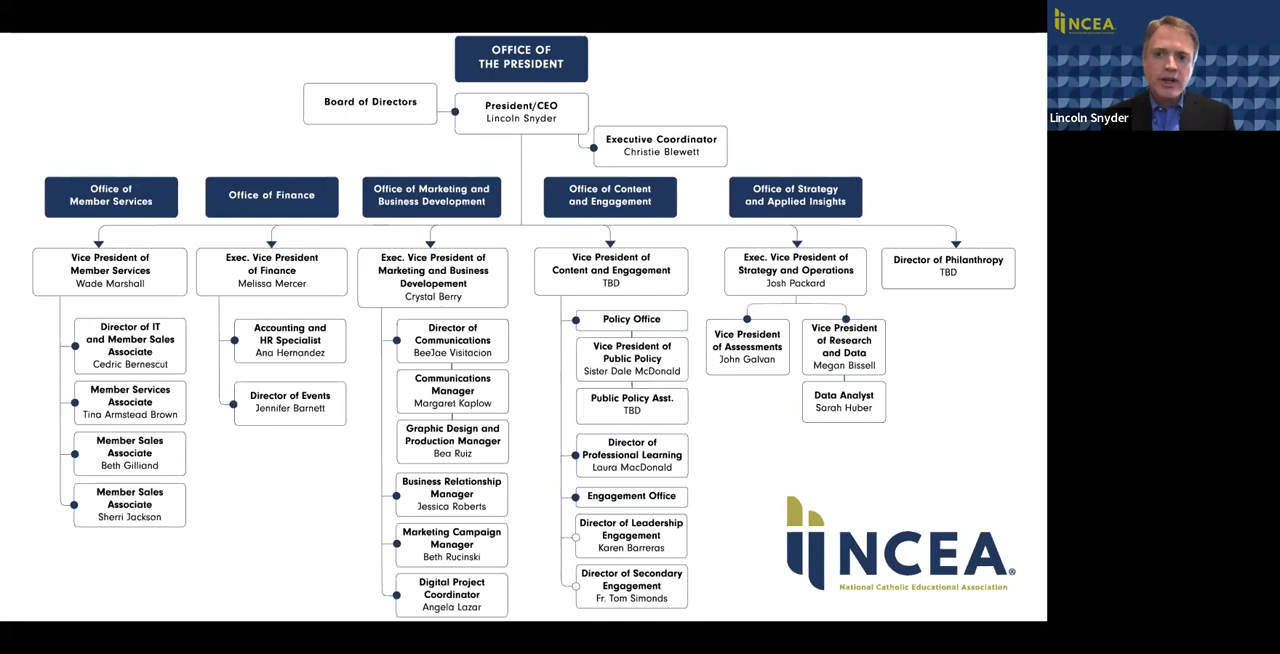 OFFICE OF
THE PRESIDENT
Board of Directors
President/CEO
Lincoln Snyder
Executive Coordinator
Christie Blewett
Office of
Member Services
Office of Finance
Office of Marketing and
Business Development
Office of Content
and Engagement
Office of Strategy
and Applied Insights
Vice President of
Member Services
Wade Marshall
Exec. Vice President
of Finance
Melissa Mercer
Exec. Vice President of
Marketing and Business
Developement
Crystal Berry
Vice President of
Content and Engagement
TBD
Exec. Vice President of
Strategy and Operations
Josh Packard
Director of Philanthropy
TBD
Director of IT
and Member Sales
Associate
Cedric Bernescut
Member Services
Associate
Tina Armstead Brown
Member Sales
Associate
Beth Gilliand
Member Sales
Associate
Sherri Jackson
Accounting and
HR Specialist
Ana Hernandez
Director of Events
Jennifer Barnett
Director of
Communications
BeeJae Visitacion
Communications
Manager
Margaret Kaplow
Graphic Design and
Production Manager
Bea Ruiz
Business Relationship
Manager
Jessica Roberts
Marketing Campaign
Manager
Beth Rucinski
Digital Project
Coordinator
Angela Lazar
Policy Office
Vice President of
Public Policy
Sister Dale McDonald
Public Policy Asst.
TBD
Director of
Professional Learning
Laura MacDonald
Engagement Office
Director of Leadership
Engagement
Karen Barreras
Director of Secondary
Engagement
Fr. Tom Simonds
Vice President
of Assessments
John Galvan
Vice President
of Research
and Data
Megan Bissell
Data Analyst
Sarah Huber
NCEA®
National Catholic Educational Association
NCEA
Lincoln Snyder